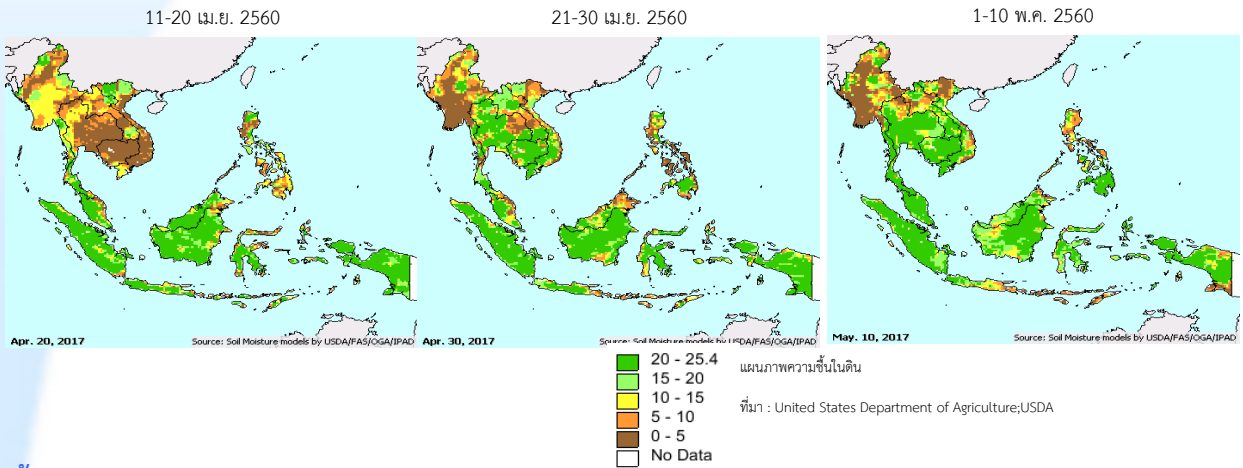 11-20 เม.ย. 2560
21-30 เม.ย. 2560
1-10 พ.ค. 2560
Apr. 20, 2017
Source: Soil Moisture models by USDA/FAS/OGA/IPAD
Apr. 30, 2017
Source: Soil Moisture models by USDA/FAS/OGA/IPAD
May. 10, 2017
Source: Soil Moisture models by USDA/FAS/OGA/IPAD
20 - 25.4
15 - 20
10 - 15
5 - 10
0 - 5
No Data
แผนภาพความชื้นในดิน
ที่มา : United States Department of Agriculture;USDA